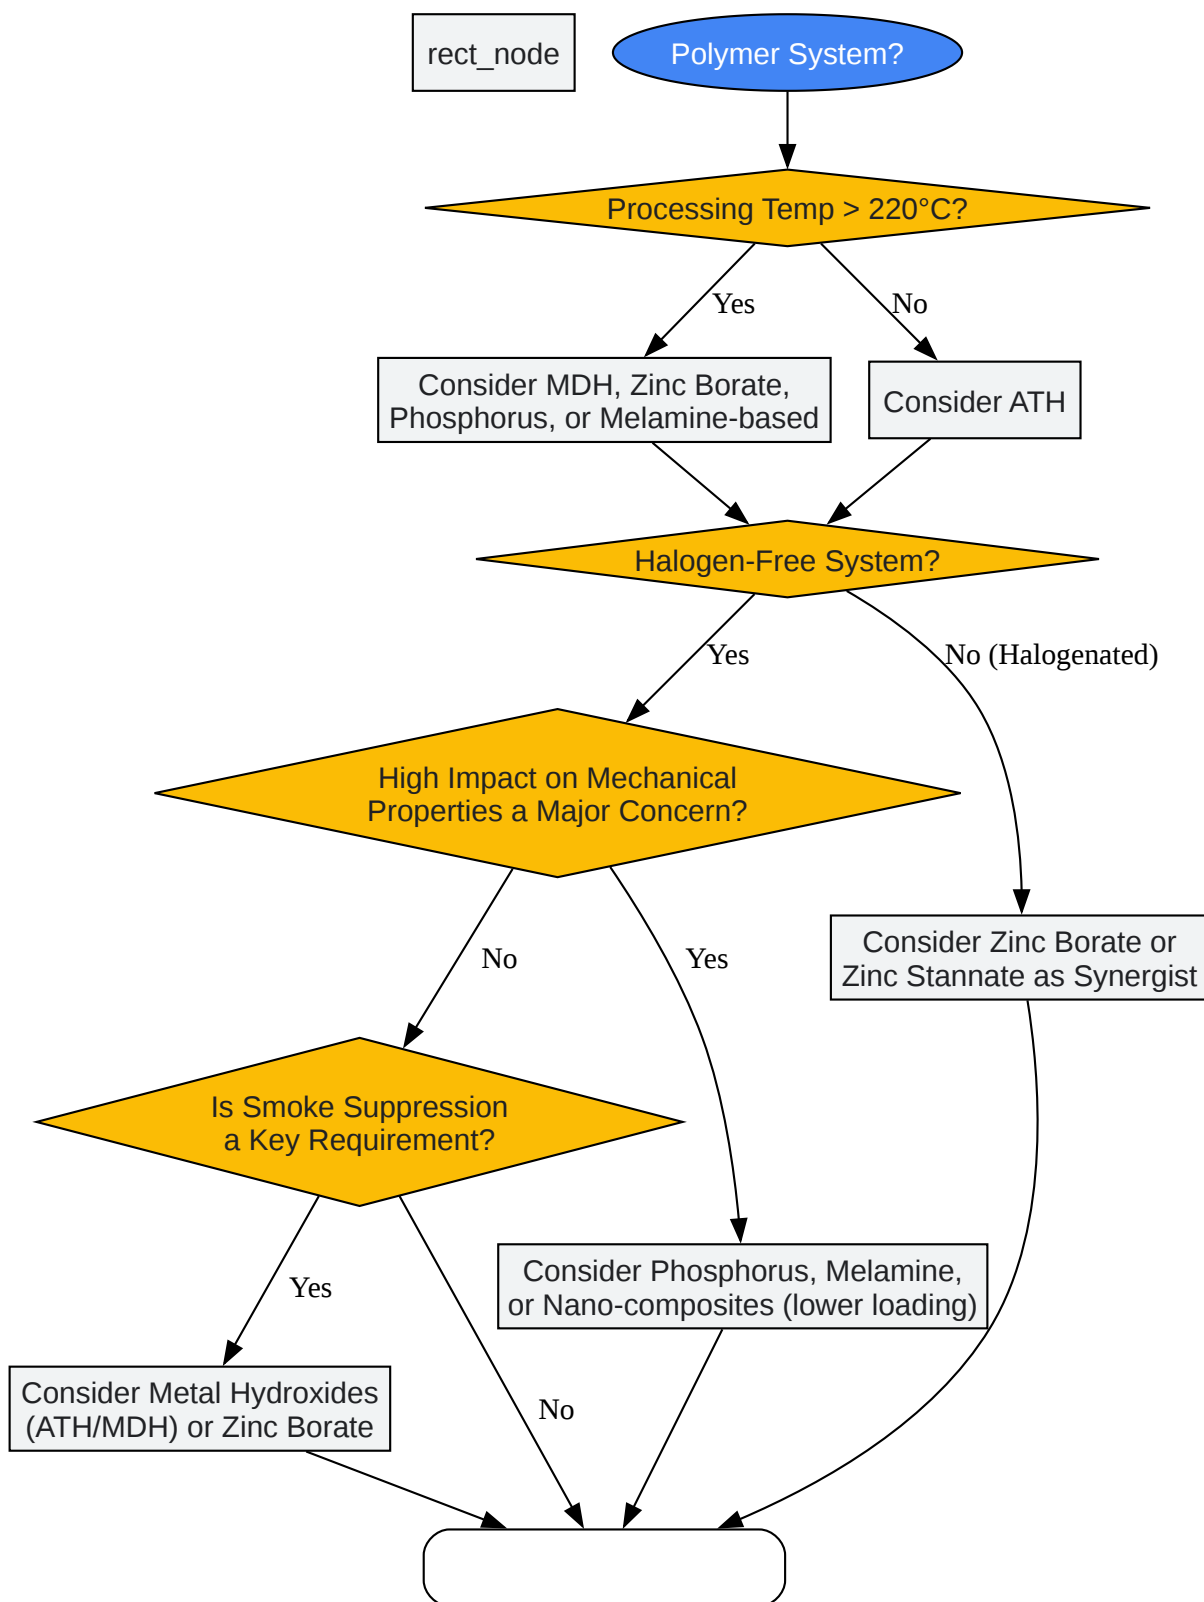 rect_node
Polymer System?
Processing Temp > 220°C?
Yes
No
Consider MDH, Zinc Borate,
Phosphorus, or Melamine-based
Consider ATH
Halogen-Free System?
Yes
No (Halogenated)
High Impact on Mechanical
Properties a Major Concern?
No
Yes
Consider Zinc Borate or
Zinc Stannate as Synergist
Is Smoke Suppression
a Key Requirement?
Yes
Consider Phosphorus, Melamine,
or Nano-composites (lower loading)
Consider Metal Hydroxides
(ATH/MDH) or Zinc Borate
No